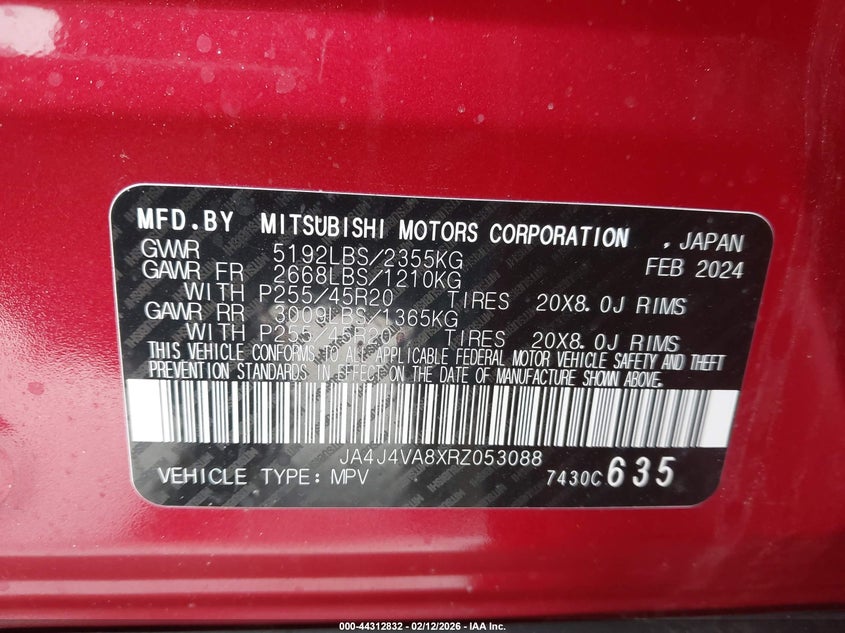 MFD.BY MITSUBISHI MOTORS CORPORATION , JAPAN
GVWR 5192LBS/2355KG FEB 2024
GAWR FR 2668LBS/1210KG
WITH P255/45R20 TIRES 20X8.0J RIMS
GAWR RR 3009LBS/1365KG
WITH P255/45R20 TIRES 20X8.0J RIMS
THIS VEHICLE CONFORMS TO ALL APPLICABLE FEDERAL MOTOR VEHICLE SAFETY AND THEFT
PREVENTION STANDARDS IN EFFECT ON THE DATE OF MANUFACTURE SHOWN ABOVE.
JA4J4VA8XRZ053088
VEHICLE TYPE: MPV 7430C 635
000-44312832 - 02/12/2026 - IAA Inc.